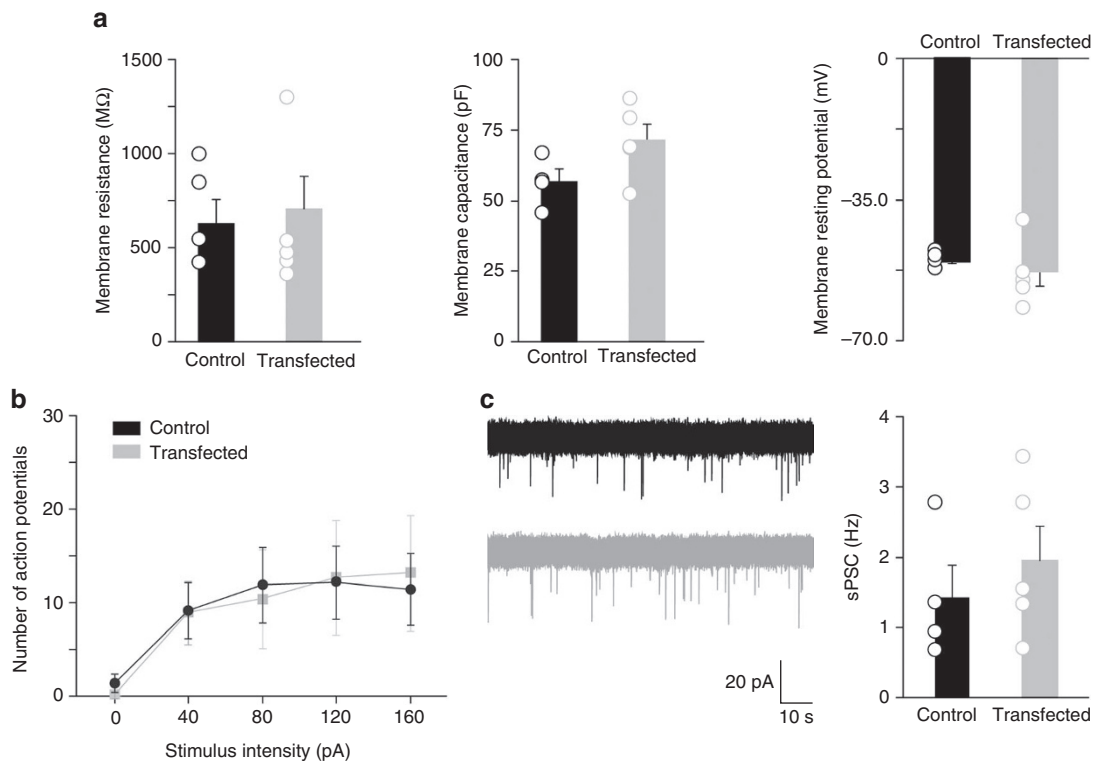 a
Membrane resistance (MΩ)
1500
1000
500
0
Control Transfected
Membrane capacitance (pF)
100
75
50
25
0
Control Transfected
Control Transfected
Membrane resting potential (mV)
0
−35.0
−70.0
b
Number of action potentials
30
20
10
0
Control
Transfected
0 40 80 120 160
Stimulus intensity (pA)
c
20 pA
10 s
sPSC (Hz)
4
3
2
1
0
Control Transfected